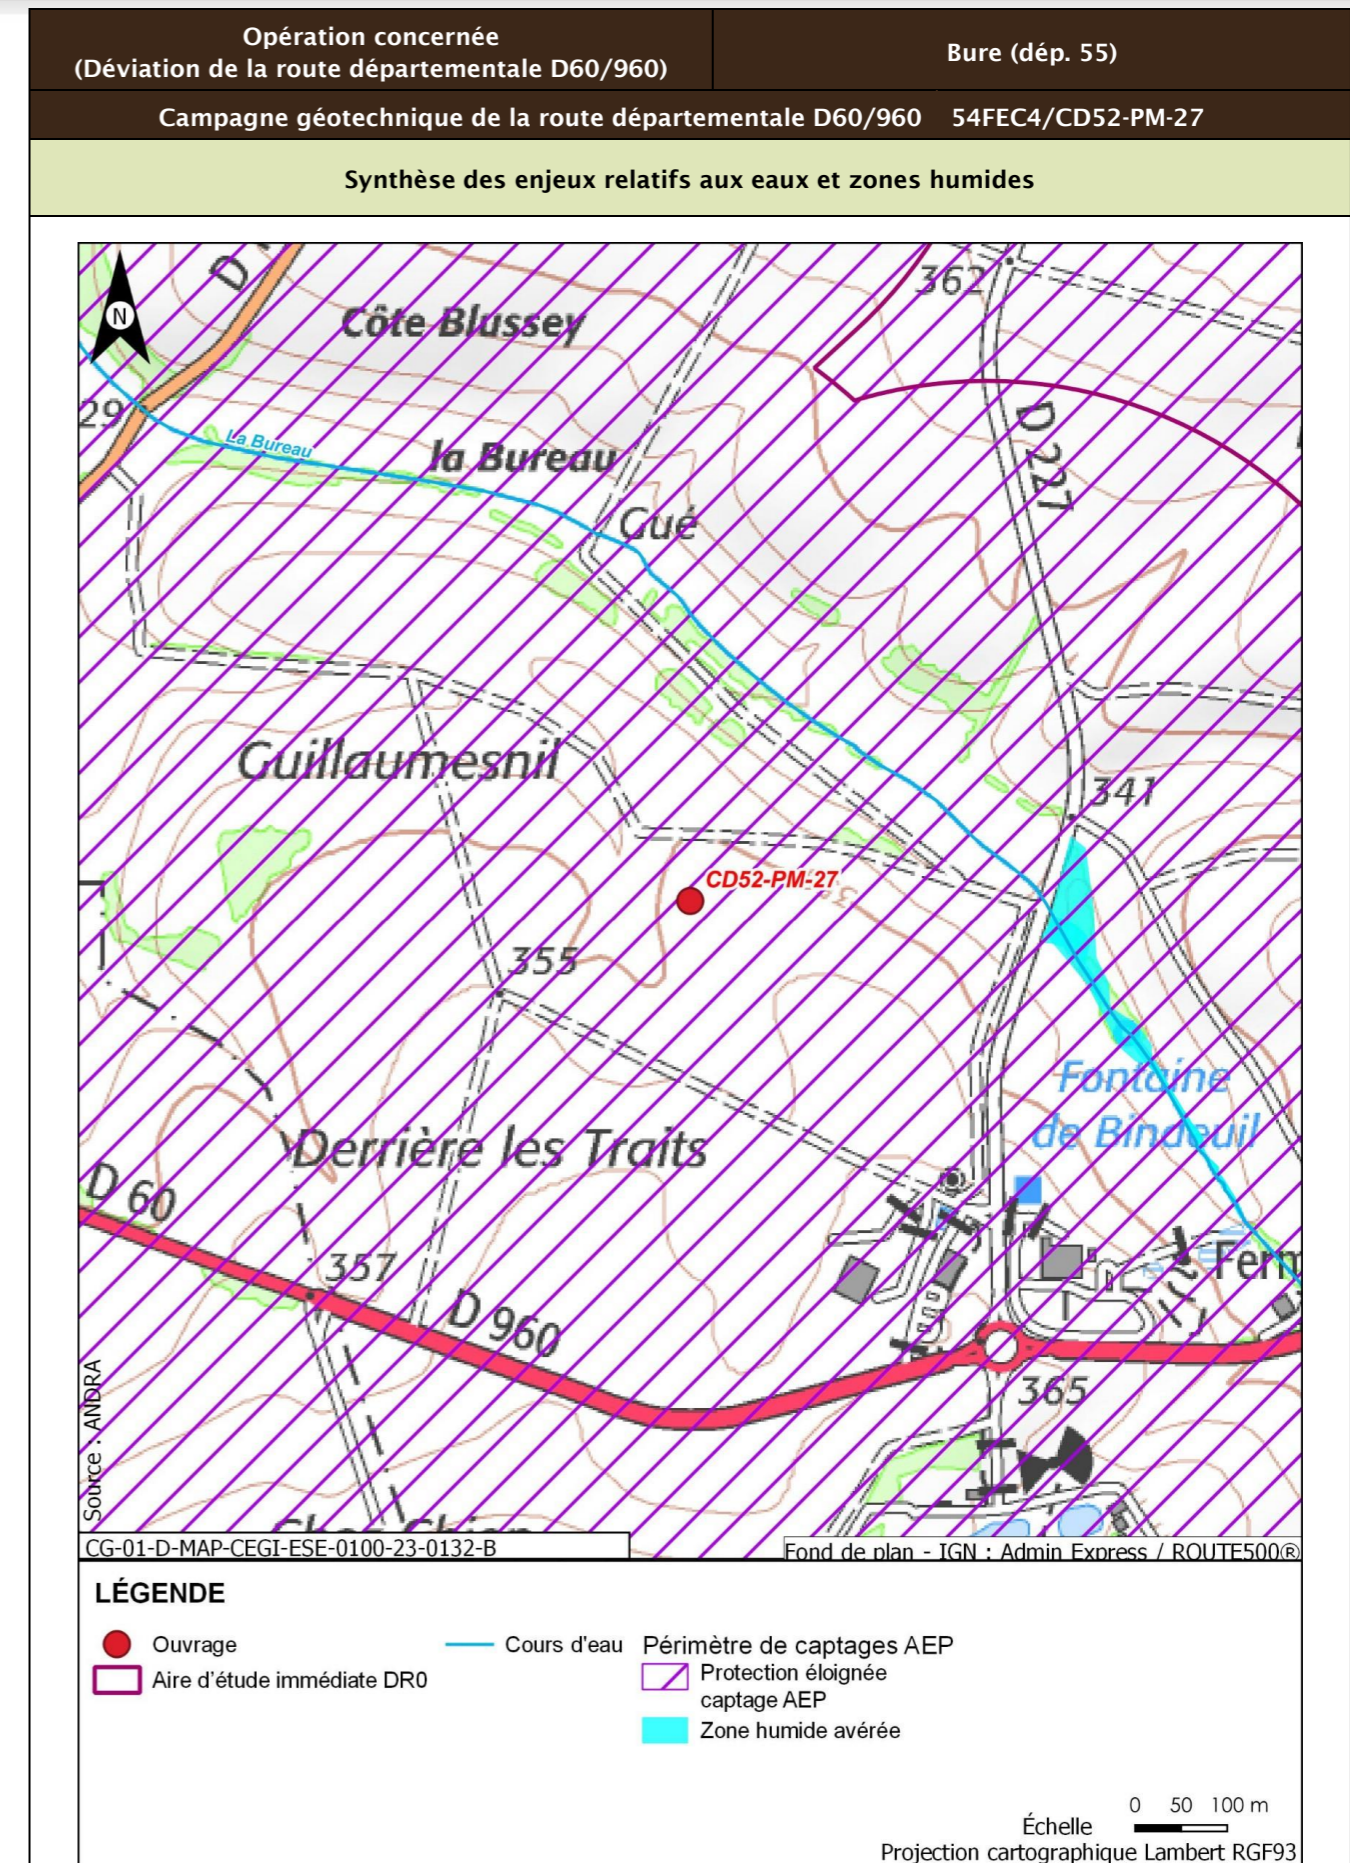 Opération concernée
(Déviation de la route départementale D60/960)
Bure (dép. 55)
Campagne géotechnique de la route départementale D60/960 54FEC4/CD52-PM-27
Synthèse des enjeux relatifs aux eaux et zones humides
N
D
362
Côte Blussey
29
La Bureau
la Bureau
D 227
Gué
Guillaumesnil
341
CD52-PM-27
355
Fontaine
de Bindeuil
Derrière les Traits
D 60
357
Ferm
D 960
365
Source : ANDRA
CG-01-D-MAP-CEGI-ESE-0100-23-0132-B
Fond de plan - IGN : Admin Express / ROUTE500®
LÉGENDE
Ouvrage
Aire d'étude immédiate DR0
Cours d'eau
Périmètre de captages AEP
Protection éloignée
captage AEP
Zone humide avérée
0 50 100 m
Échelle
Projection cartographique Lambert RGF93